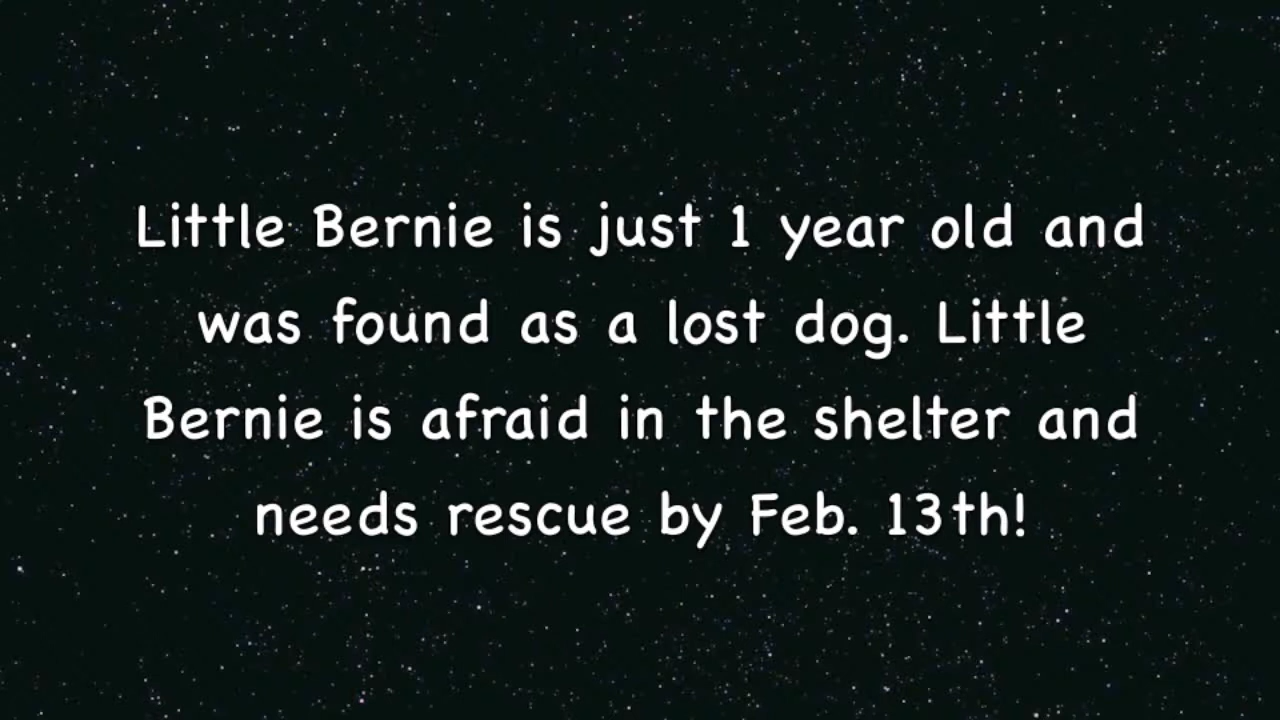 Little Bernie is just 1 year old and
was found as a lost dog. Little
Bernie is afraid in the shelter and
needs rescue by Feb. 13th!